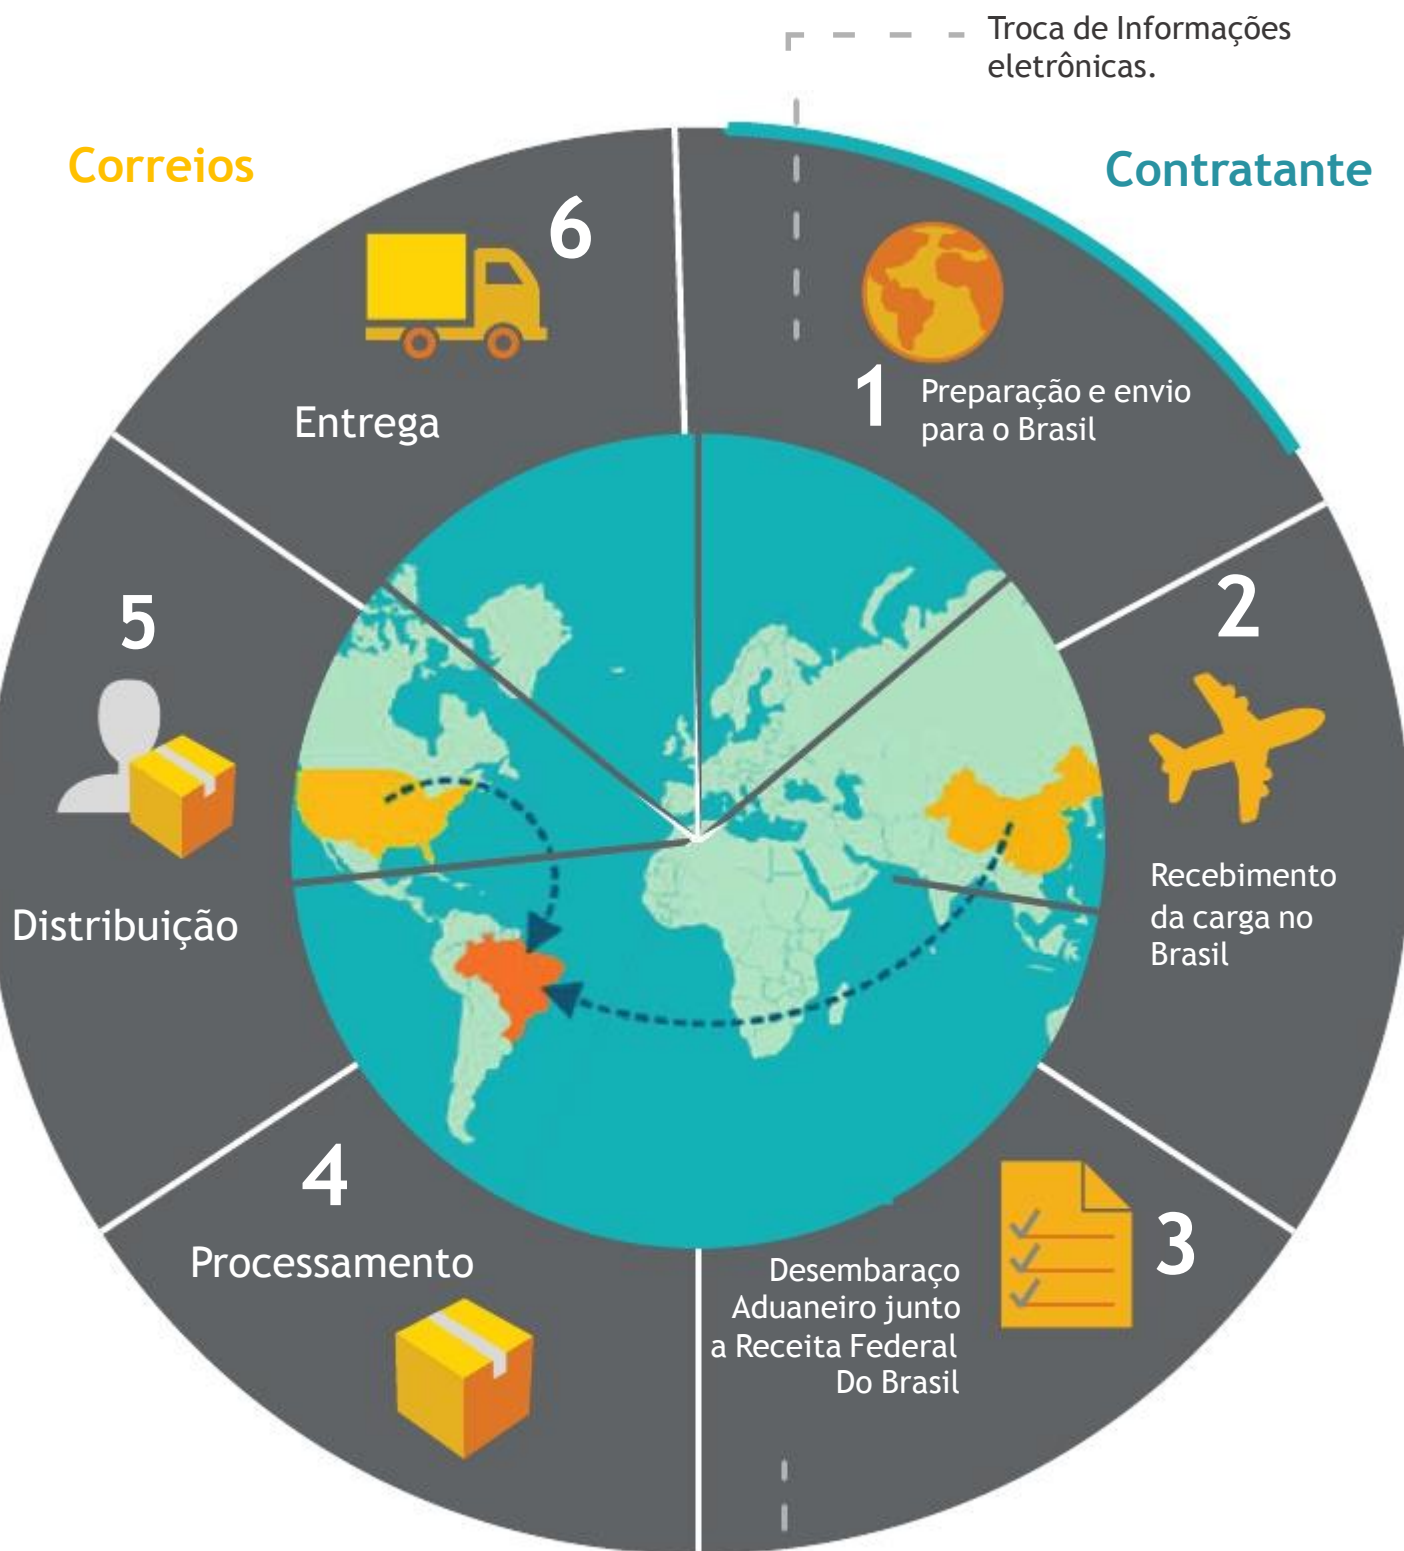 Troca de Informações
eletrônicas.
Correios
Contratante
6
Entrega
1
Preparação e envio
para o Brasil
2
Recebimento
da carga no
Brasil
3
Desembaraço
Aduaneiro junto
a Receita Federal
Do Brasil
4
Processamento
5
Distribuição